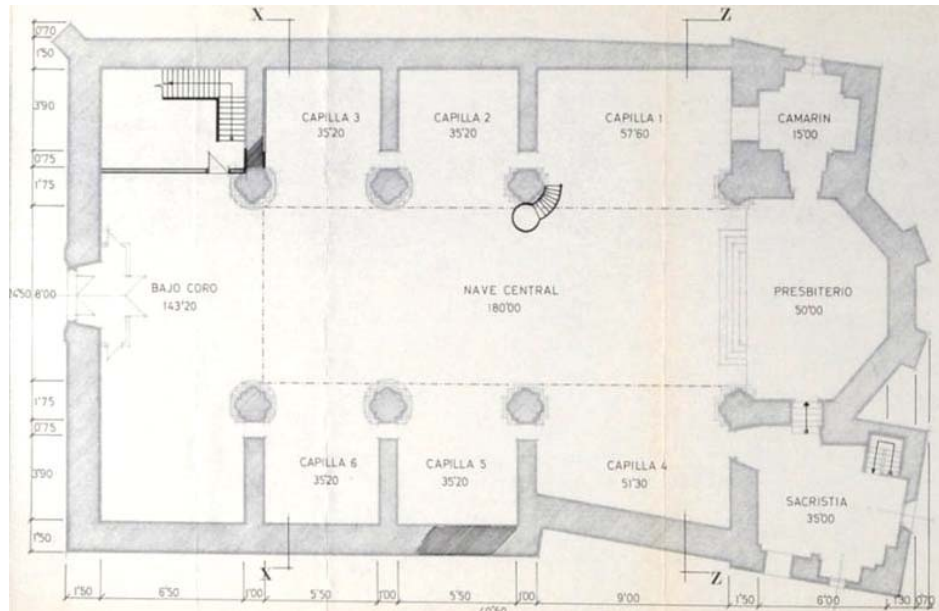 X
Z
0'70
1'50
3'90
0'75
1'75
8'00
1'75
0'75
3'90
1'50
CAPILLA 3
35'20
CAPILLA 2
35'20
CAPILLA 1
57'60
CAMARIN
15'00
BAJO CORO
143'20
NAVE CENTRAL
180'00
PRESBITERIO
50'00
CAPILLA 6
35'20
CAPILLA 5
35'20
CAPILLA 4
51'30
SACRISTIA
35'00
X
Z
1'50
6'50
1'00
5'50
1'00
5'50
1'00
9'00
1'50
6'00
1'30
0'70